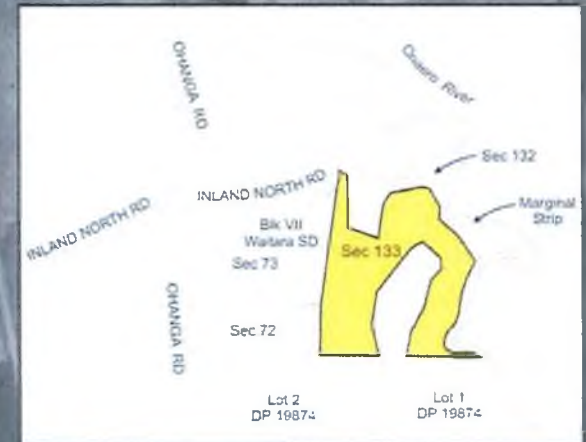 OHANGA RD
Onaero River
Sec 132
INLAND NORTH RD
Marginal
Strip
INLAND NORTH RD
Blk VII
Waitara SD
Sec 133
Sec 73
OHANGA RD
Sec 72
Lot 2
DP 19874
Lot 1
DP 19874